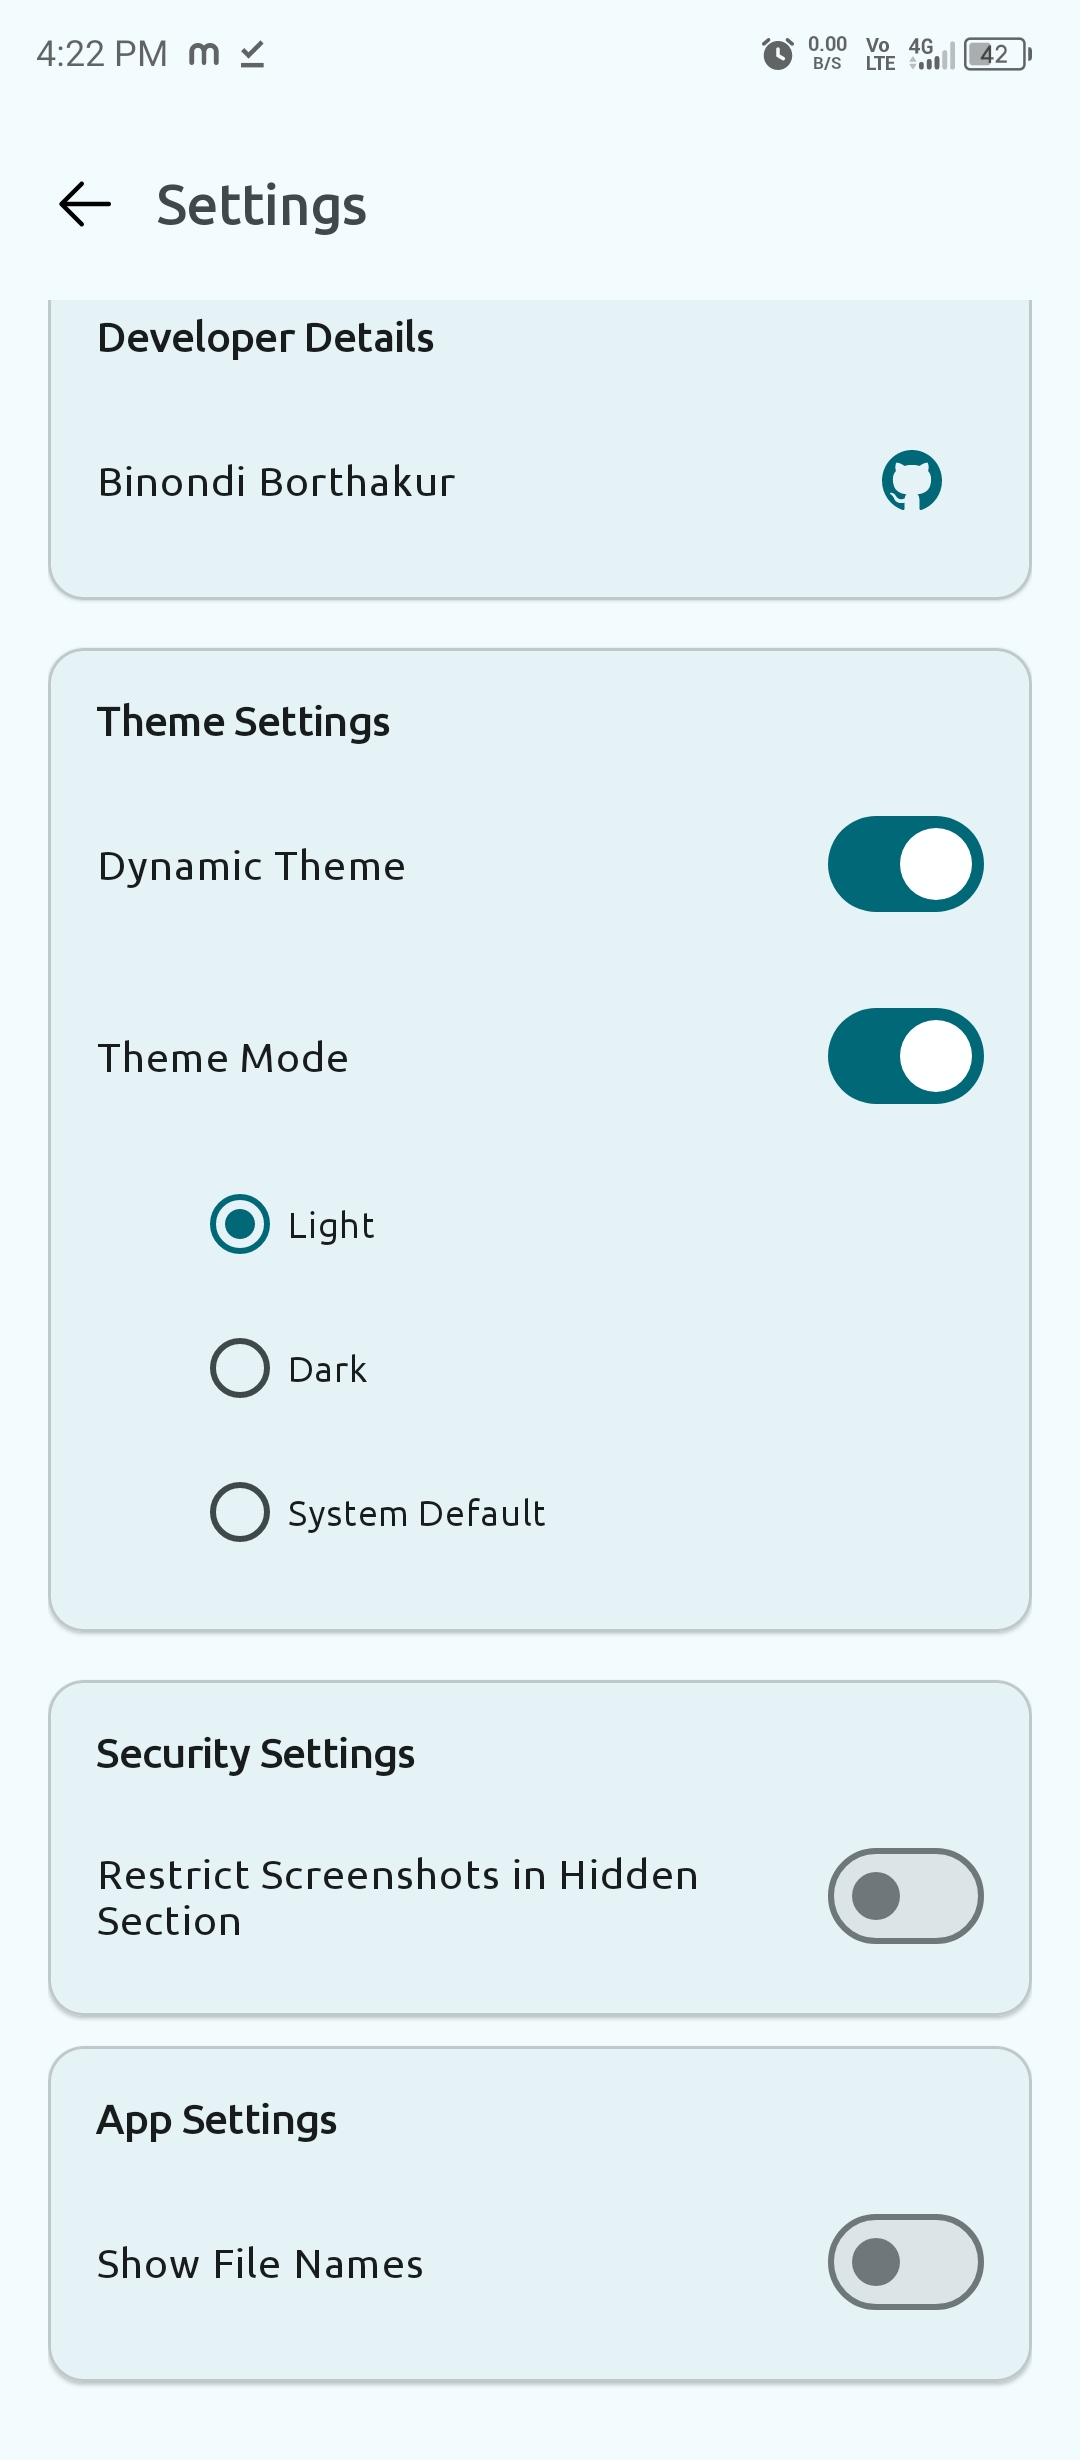 4:22 PM
0.00 B/S
Vo LTE
4G
42
Settings
Developer Details
Binondi Borthakur
Theme Settings
Dynamic Theme
Theme Mode
Light
Dark
System Default
Security Settings
Restrict Screenshots in Hidden
Section
App Settings
Show File Names